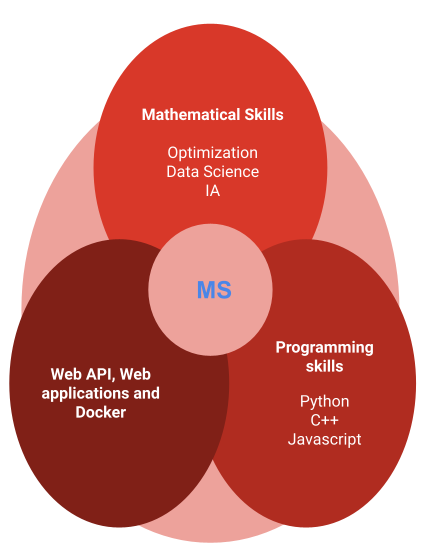 Mathematical Skills
Optimization
Data Science
IA
MS
Web API, Web
applications and
Docker
Programming
skills
Python
C++
Javascript